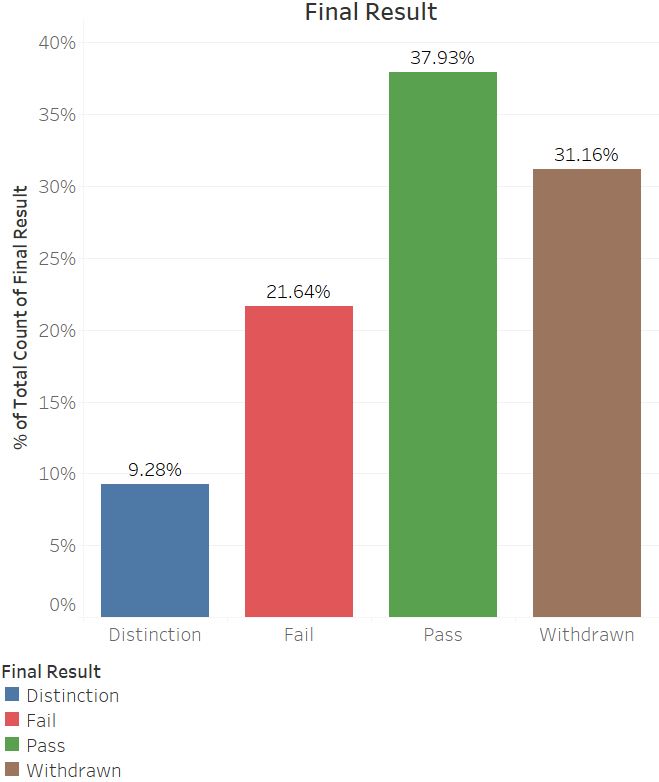 Final Result
40%
37.93%
35%
31.16%
30%
25%
21.64%
20%
15%
10%
9.28%
5%
0%
% of Total Count of Final Result
Distinction Fail Pass Withdrawn
Final Result
Distinction
Fail
Pass
Withdrawn